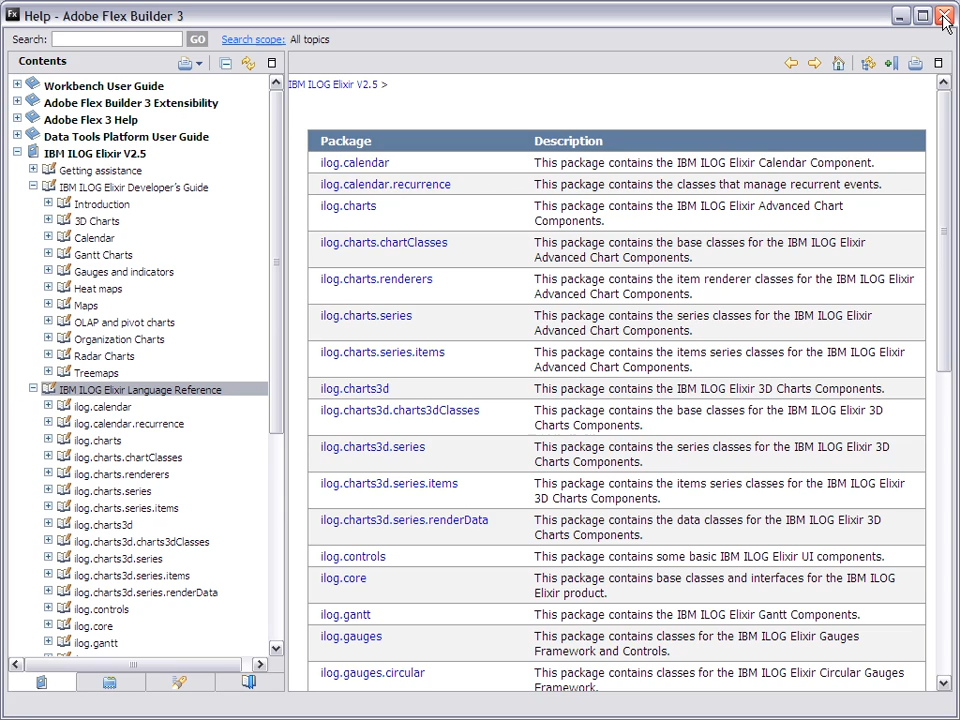 Fx Help - Adobe Flex Builder 3
Search: GO Search scope: All topics
Contents
Workbench User Guide
Adobe Flex Builder 3 Extensibility
Adobe Flex 3 Help
Data Tools Platform User Guide
IBM ILOG Elixir V2.5
Getting assistance
IBM ILOG Elixir Developer's Guide
Introduction
3D Charts
Calendar
Gantt Charts
Gauges and indicators
Heat maps
Maps
OLAP and pivot charts
Organization Charts
Radar Charts
Treemaps
IBM ILOG Elixir Language Reference
ilog.calendar
ilog.calendar.recurrence
ilog.charts
ilog.charts.chartClasses
ilog.charts.renderers
ilog.charts.series
ilog.charts.series.items
ilog.charts3d
ilog.charts3d.charts3dClasses
ilog.charts3d.series
ilog.charts3d.series.items
ilog.charts3d.series.renderData
ilog.controls
ilog.core
ilog.gantt
IBM ILOG Elixir V2.5 >
Package Description
ilog.calendar This package contains the IBM ILOG Elixir Calendar Component.
ilog.calendar.recurrence This package contains the classes that manage recurrent events.
ilog.charts This package contains the IBM ILOG Elixir Advanced Chart
Components.
ilog.charts.chartClasses This package contains the base classes for the IBM ILOG Elixir
Advanced Chart Components.
ilog.charts.renderers This package contains the item renderer classes for the IBM ILOG Elixir
Advanced Chart Components.
ilog.charts.series This package contains the series classes for the IBM ILOG Elixir
Advanced Chart Components.
ilog.charts.series.items This package contains the items series classes for the IBM ILOG Elixir
Advanced Chart Components.
ilog.charts3d This package contains the IBM ILOG Elixir 3D Charts Components.
ilog.charts3d.charts3dClasses This package contains the base classes for the IBM ILOG Elixir 3D
Charts Components.
ilog.charts3d.series This package contains the series classes for the IBM ILOG Elixir 3D
Charts Components.
ilog.charts3d.series.items This package contains the items series classes for the IBM ILOG Elixir
3D Charts Components.
ilog.charts3d.series.renderData This package contains the data classes for the IBM ILOG Elixir 3D
Charts Components.
ilog.controls This package contains some basic IBM ILOG Elixir UI components.
ilog.core This package contains base classes and interfaces for the IBM ILOG
Elixir product.
ilog.gantt This package contains the IBM ILOG Elixir Gantt Components.
ilog.gauges This package contains classes for the IBM ILOG Elixir Gauges
Framework and Controls.
ilog.gauges.circular This package contains classes for the IBM ILOG Elixir Circular Gauges
Framework.